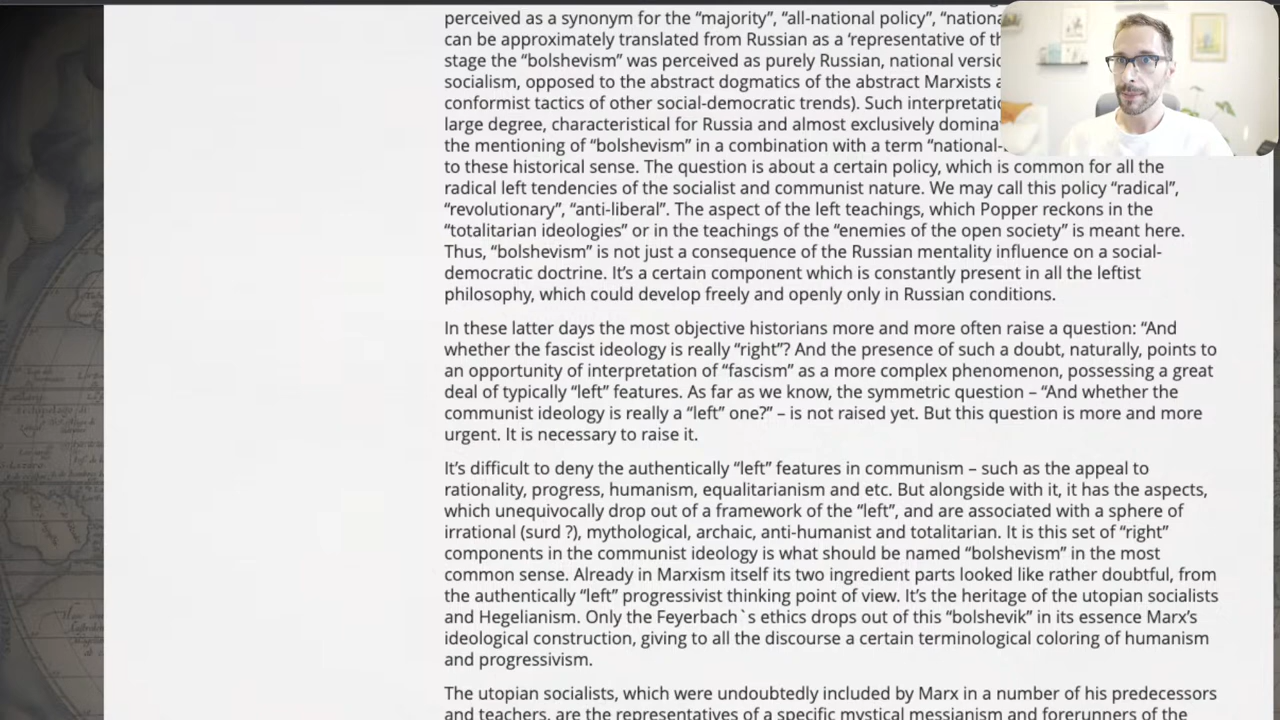 perceived as a synonym for the “majority”, “all-national policy”, “nationa
can be approximately translated from Russian as a ‘representative of th
stage the “bolshevism” was perceived as purely Russian, national versio
socialism, opposed to the abstract dogmatics of the abstract Marxists a
conformist tactics of other social-democratic trends). Such interpretatio
large degree, characteristical for Russia and almost exclusively domina
the mentioning of “bolshevism” in a combination with a term “national-
to these historical sense. The question is about a certain policy, which is common for all the
radical left tendencies of the socialist and communist nature. We may call this policy “radical”,
“revolutionary”, “anti-liberal”. The aspect of the left teachings, which Popper reckons in the
“totalitarian ideologies” or in the teachings of the “enemies of the open society” is meant here.
Thus, “bolshevism” is not just a consequence of the Russian mentality influence on a social-
democratic doctrine. It’s a certain component which is constantly present in all the leftist
philosophy, which could develop freely and openly only in Russian conditions.
In these latter days the most objective historians more and more often raise a question: “And
whether the fascist ideology is really “right”? And the presence of such a doubt, naturally, points to
an opportunity of interpretation of “fascism” as a more complex phenomenon, possessing a great
deal of typically “left” features. As far as we know, the symmetric question – “And whether the
communist ideology is really a “left” one?” – is not raised yet. But this question is more and more
urgent. It is necessary to raise it.
It’s difficult to deny the authentically “left” features in communism – such as the appeal to
rationality, progress, humanism, equalitarianism and etc. But alongside with it, it has the aspects,
which unequivocally drop out of a framework of the “left”, and are associated with a sphere of
irrational (surd ?), mythological, archaic, anti-humanist and totalitarian. It is this set of “right”
components in the communist ideology is what should be named “bolshevism” in the most
common sense. Already in Marxism itself its two ingredient parts looked like rather doubtful, from
the authentically “left” progressivist thinking point of view. It’s the heritage of the utopian socialists
and Hegelianism. Only the Feyerbach`s ethics drops out of this “bolshevik” in its essence Marx’s
ideological construction, giving to all the discourse a certain terminological coloring of humanism
and progressivism.
The utopian socialists, which were undoubtedly included by Marx in a number of his predecessors
and teachers, are the representatives of a specific mystical messianism and forerunners of the